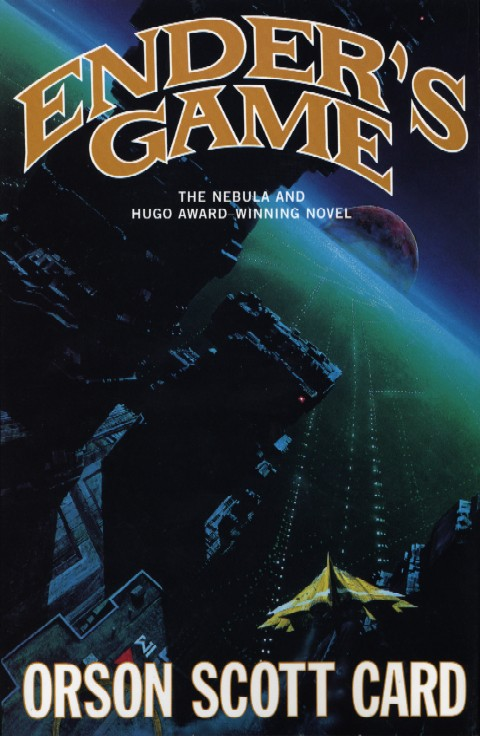 ENDER'S
GAME
THE NEBULA AND
HUGO AWARD-WINNING NOVEL
ORSON SCOTT CARD